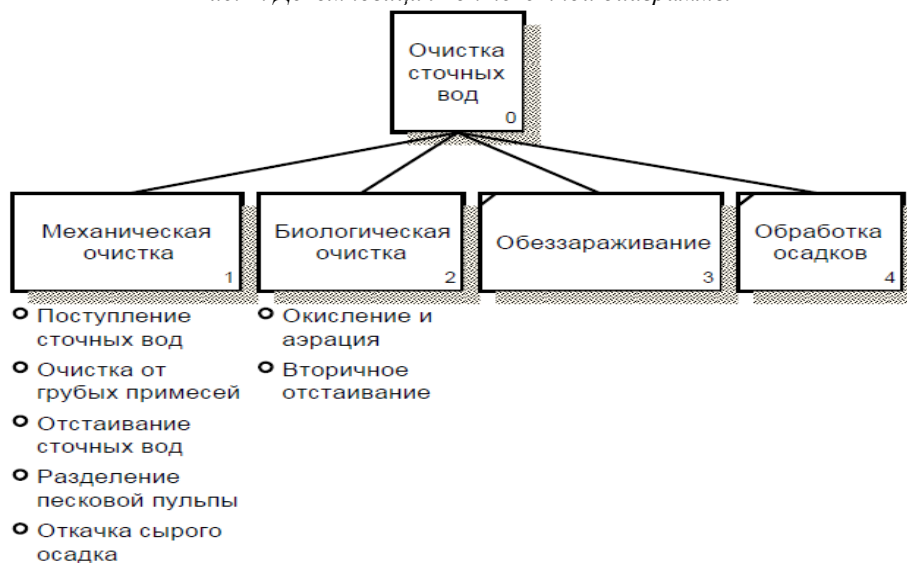 Очистка
сточных
вод
0
Механическая
очистка
1
Биологическая
очистка
2
Обеззараживание
3
Обработка
осадков
4
Поступление
сточных вод
Очистка от
грубых примесей
Отстаивание
сточных вод
Разделение
песковой пульпы
Откачка сырого
осадка
Окисление и
аэрация
Вторичное
отстаивание